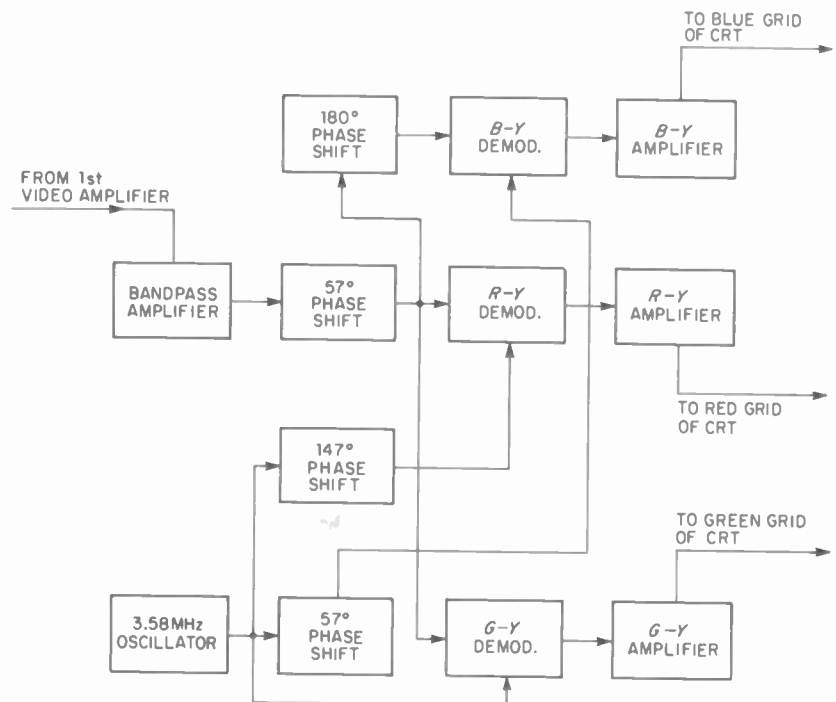 TO BLUE GRID
OF CRT
180°
PHASE
SHIFT
B-Y
DEMOD.
B-Y
AMPLIFIER
FROM 1st
VIDEO AMPLIFIER
BANDPASS
AMPLIFIER
57°
PHASE
SHIFT
R-Y
DEMOD.
R-Y
AMPLIFIER
TO RED GRID
OF CRT
147°
PHASE
SHIFT
TO GREEN GRID
OF CRT
3.58MHz
OSCILLATOR
57°
PHASE
SHIFT
G-Y
DEMOD.
G-Y
AMPLIFIER